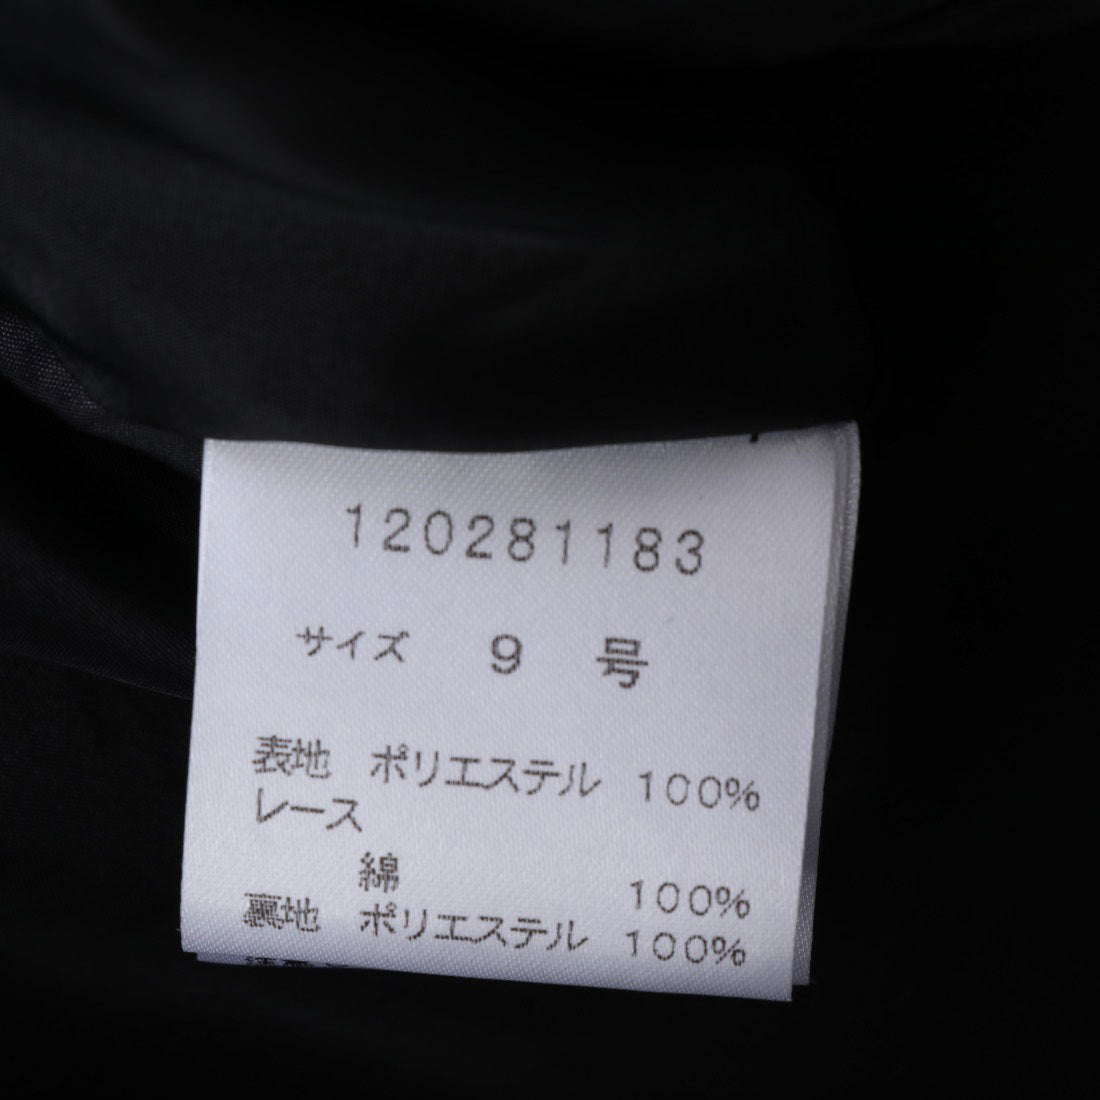 120281183
サイズ 9 号
表地 ポリエステル 100%
レース
綿 100%
裏地 ポリエステル 100%